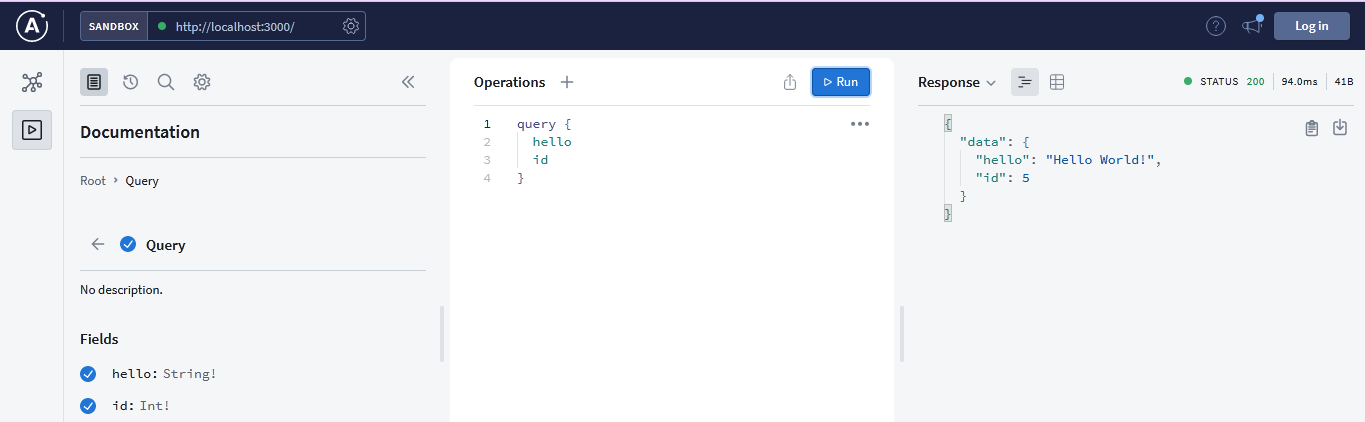 SANDBOX http://localhost:3000/ Log in
Documentation
Root › Query
Query
No description.
Fields
hello: String!
id: Int!
Operations Run
1 query {
2 hello
3 id
4 }
Response STATUS 200 94.0ms 41B
{
"data": {
"hello": "Hello World!",
"id": 5
}
}